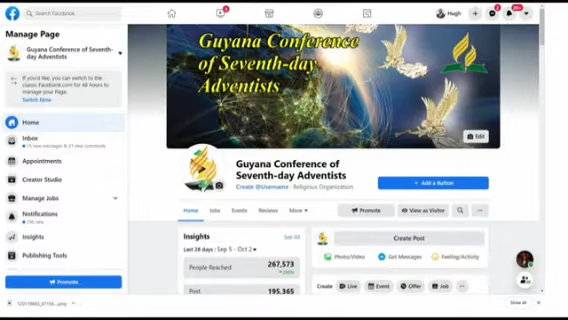 Search Facebook
Hugh
Manage Page
Guyana Conference of Seventh-
day Adventists
If you'd like, you can switch to the
classic Facebook.com for 48 hours to
manage your Page.
Switch Now
Home
Inbox
Appointments
Creator Studio
Manage Jobs
Notifications
Insights
Publishing Tools
Promote
Guyana Conference
of Seventh-day
Adventists
Edit
Guyana Conference of
Seventh-day Adventists
Create @Username · Religious Organization
+ Add a Button
Home
Jobs
Events
Reviews
More
Promote
View as Visitor
Insights
See All
Last 28 days : Sep 5 - Oct 2
People Reached
267,573
Post
195,365
Create Post
Photo/Video
Get Messages
Feeling/Activity
Create
Live
Event
Offer
Job
Show all